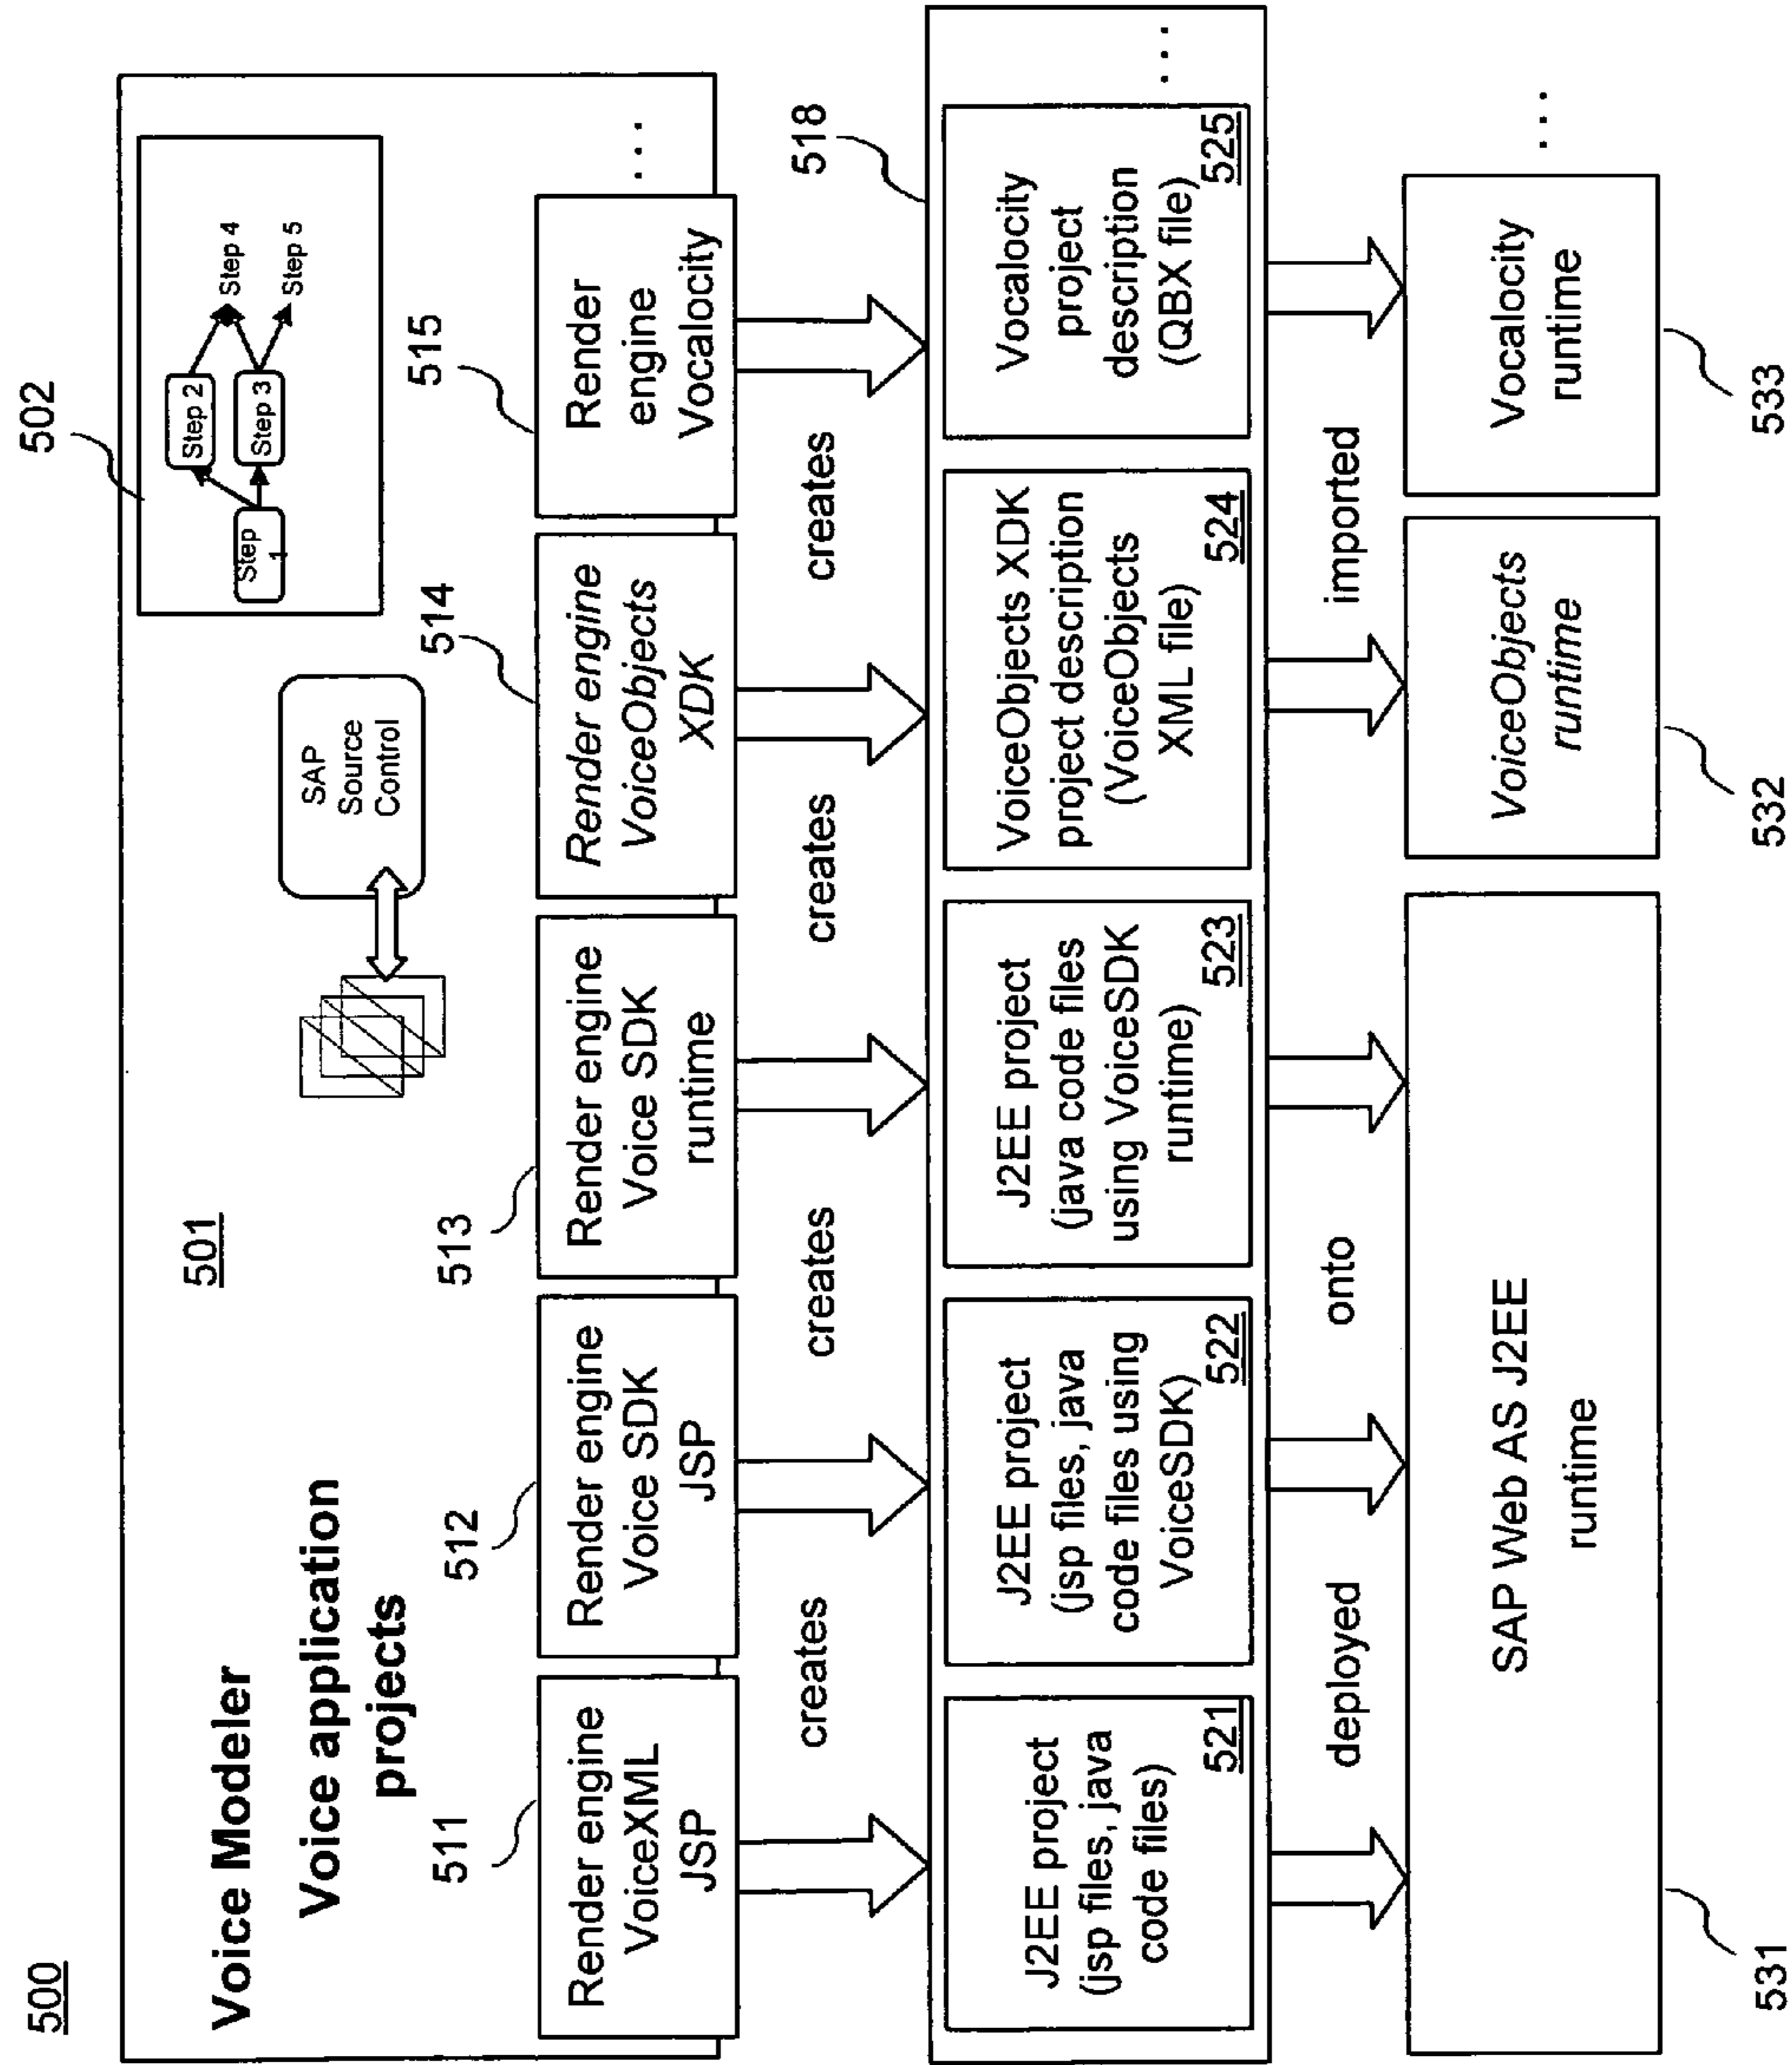 500
Voice Modeler
501
502
Voice application
projects
SAP
Source
Control
Step
1
Step 2
Step 3
Step 4
Step 5
511
512
513
514
515
Render engine
VoiceXML
JSP
Render engine
Voice SDK
JSP
Render engine
Voice SDK
runtime
Render engine
VoiceObjects
XDK
Render
engine
Vocalocity
...
creates
creates
creates
creates
518
J2EE project
(jsp files, java
code files)
521
J2EE project
(jsp files, java
code files using
VoiceSDK)
522
J2EE project
(java code files
using VoiceSDK
runtime)
523
VoiceObjects XDK
project description
(VoiceObjects
XML file)
524
Vocalocity
project
description
(QBX file)
525
...
deployed
onto
imported
SAP Web AS J2EE
runtime
VoiceObjects
runtime
Vocalocity
runtime
...
531
532
533